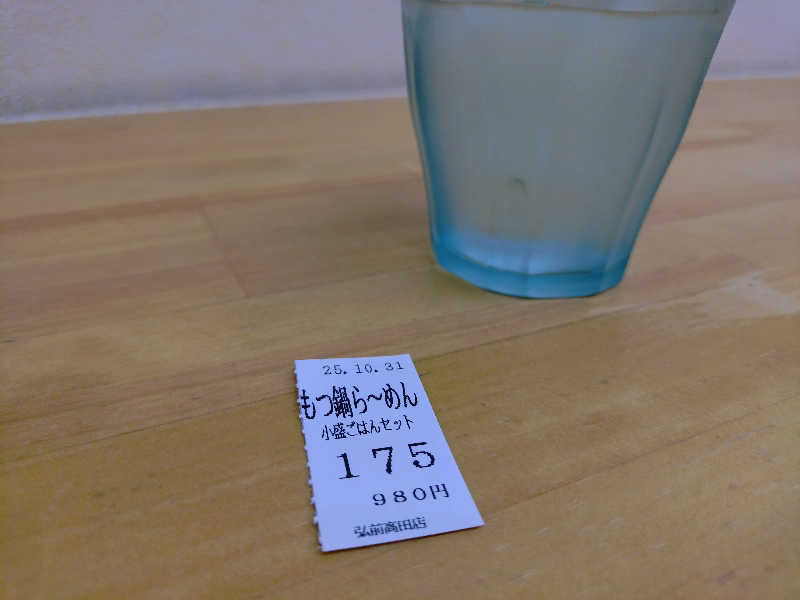 25.10.31
もつ鍋ら〜めん
小盛ごはんセット
175
980円
弘前高田店